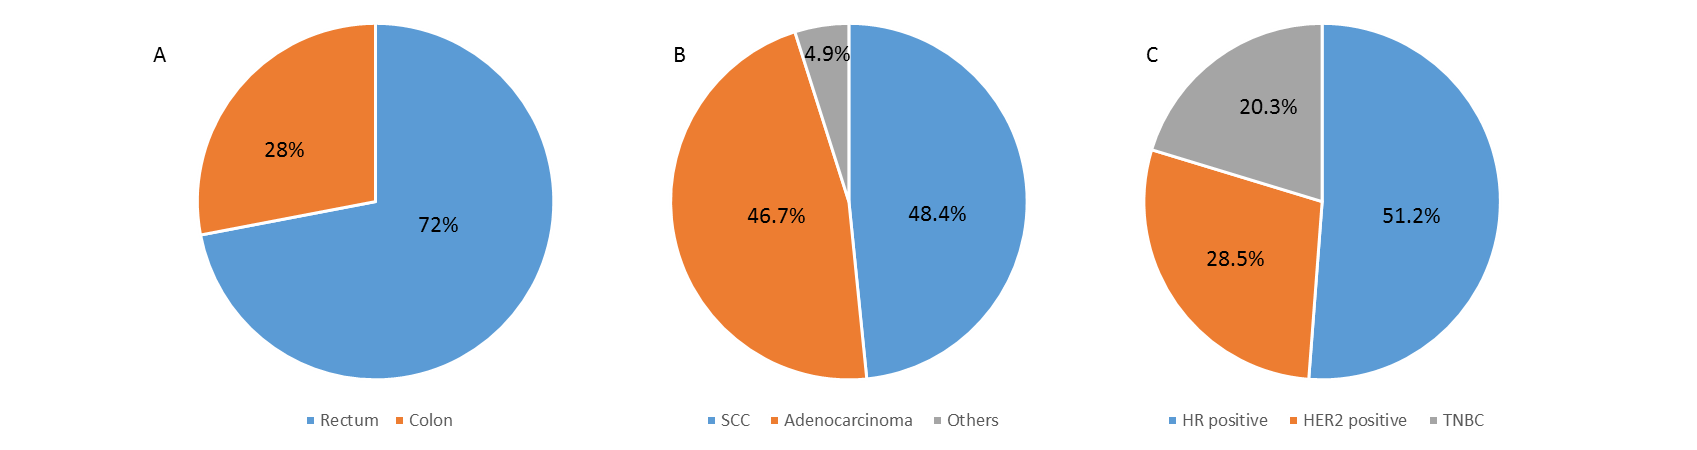 A
28%
72%
Rectum Colon
B
4.9%
46.7%
48.4%
SCC Adenocarcinoma Others
C
20.3%
28.5%
51.2%
HR positive HER2 positive TNBC